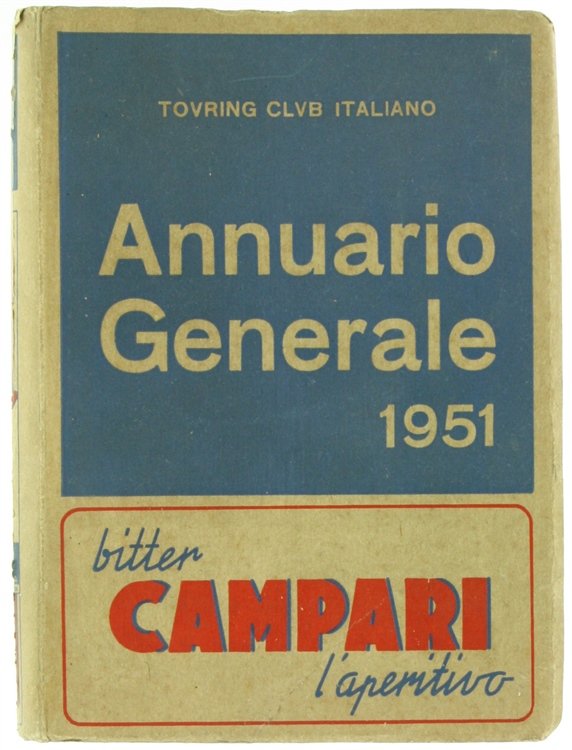 TOVRING CLVB ITALIANO
Annuario
Generale
1951
bitter
CAMPARI
l'aperitivo